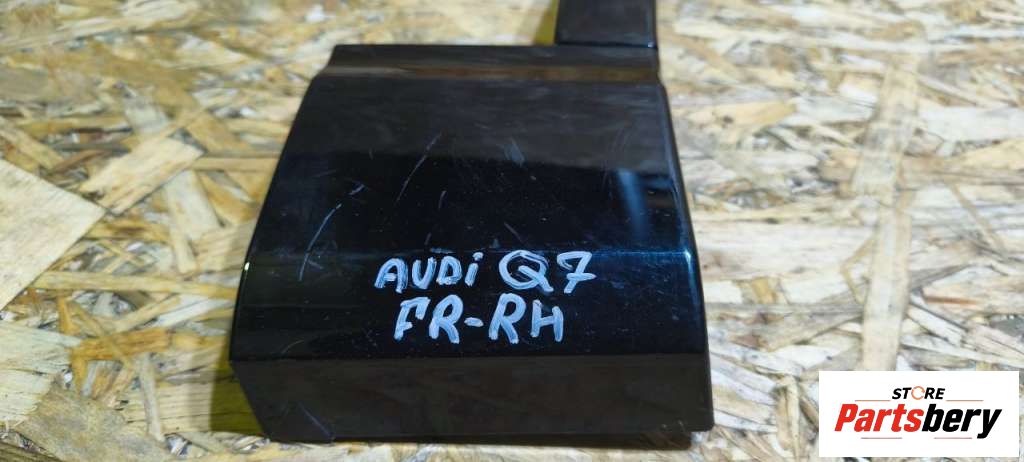 AUDi Q7
FR-RH
STORE
Partsbery